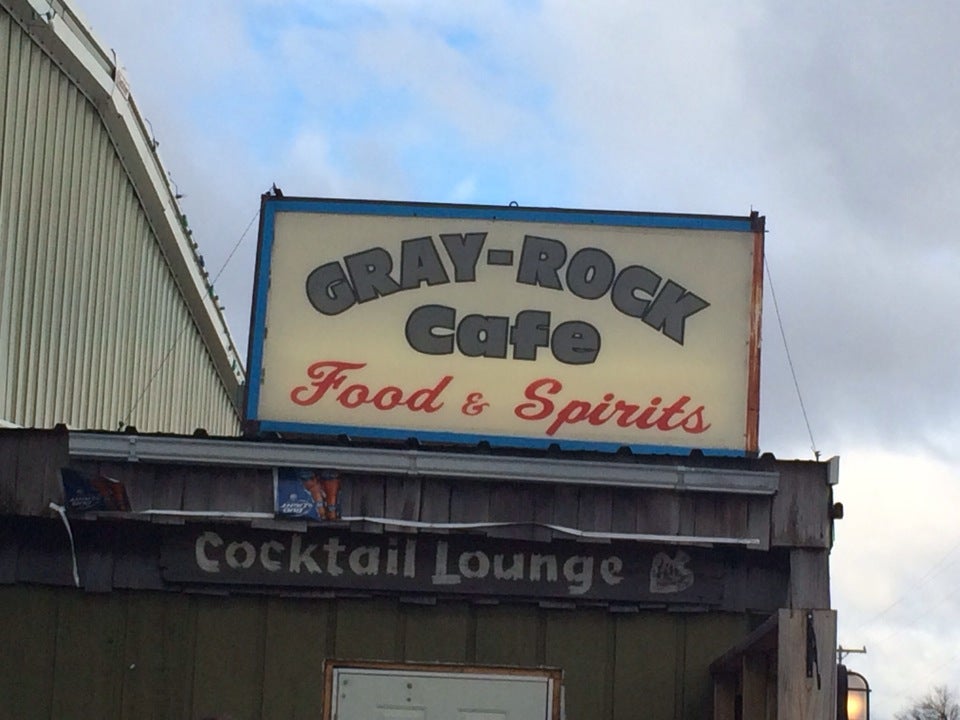 GRAY-ROCK
Cafe
Food & Spirits
Cocktail Lounge